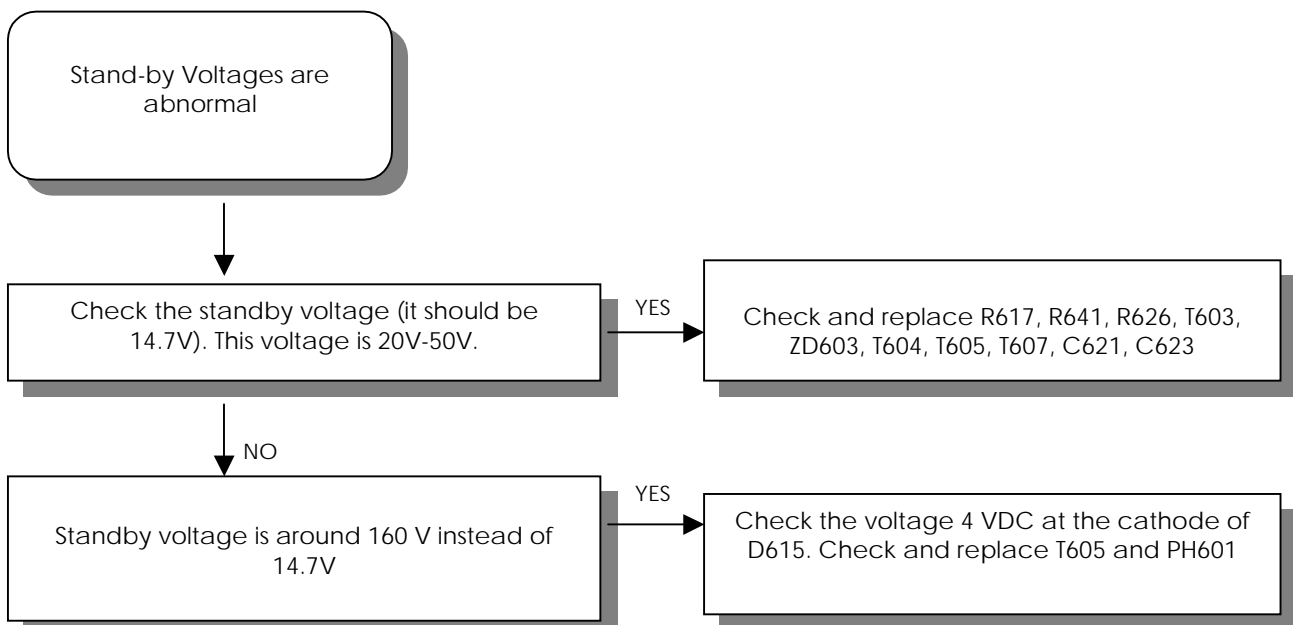 Stand-by Voltages are
abnormal
Check the standby voltage (it should be
14.7V). This voltage is 20V-50V.
YES
Check and replace R617, R641, R626, T603,
ZD603, T604, T605, T607, C621, C623
NO
Standby voltage is around 160 V instead of
14.7V
YES
Check the voltage 4 VDC at the cathode of
D615. Check and replace T605 and PH601